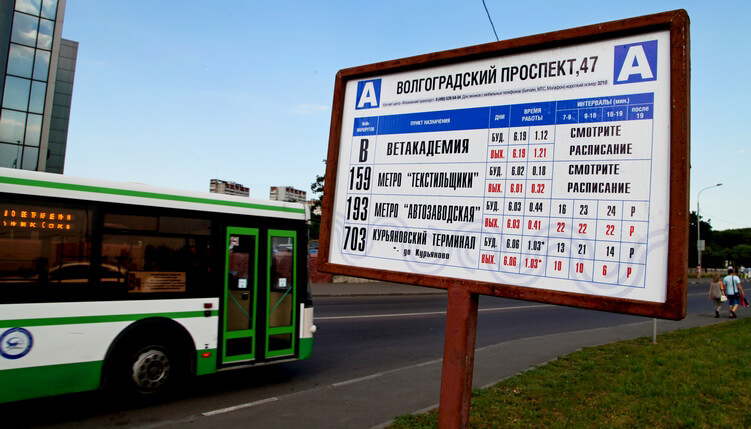 А ВОЛГОГРАДСКИЙ ПРОСПЕКТ,47 А
№№ МАРШРУТОВ ПУНКТ НАЗНАЧЕНИЯ ДНИ ВРЕМЯ РАБОТЫ ИНТЕРВАЛЫ (мин.)
7-9 9-16 16-19 после 19
В ВЕТАКАДЕМИЯ БУД. 6.19 1.12 СМОТРИТЕ
ВЫХ. 6.19 1.21 РАСПИСАНИЕ
159 МЕТРО "ТЕКСТИЛЬЩИКИ" БУД. 6.02 0.18 СМОТРИТЕ
ВЫХ. 6.01 0.32 РАСПИСАНИЕ
193 МЕТРО "АВТОЗАВОДСКАЯ" БУД. 6.03 0.44 16 23 24 Р
ВЫХ. 6.03 0.41 22 22 22 Р
703 КУРЬЯНОВСКИЙ ТЕРМИНАЛ БУД. 6.06 1.03* 13 21 14 Р
*- до Курьяново ВЫХ. 6.06 1.03* 10 10 6 Р